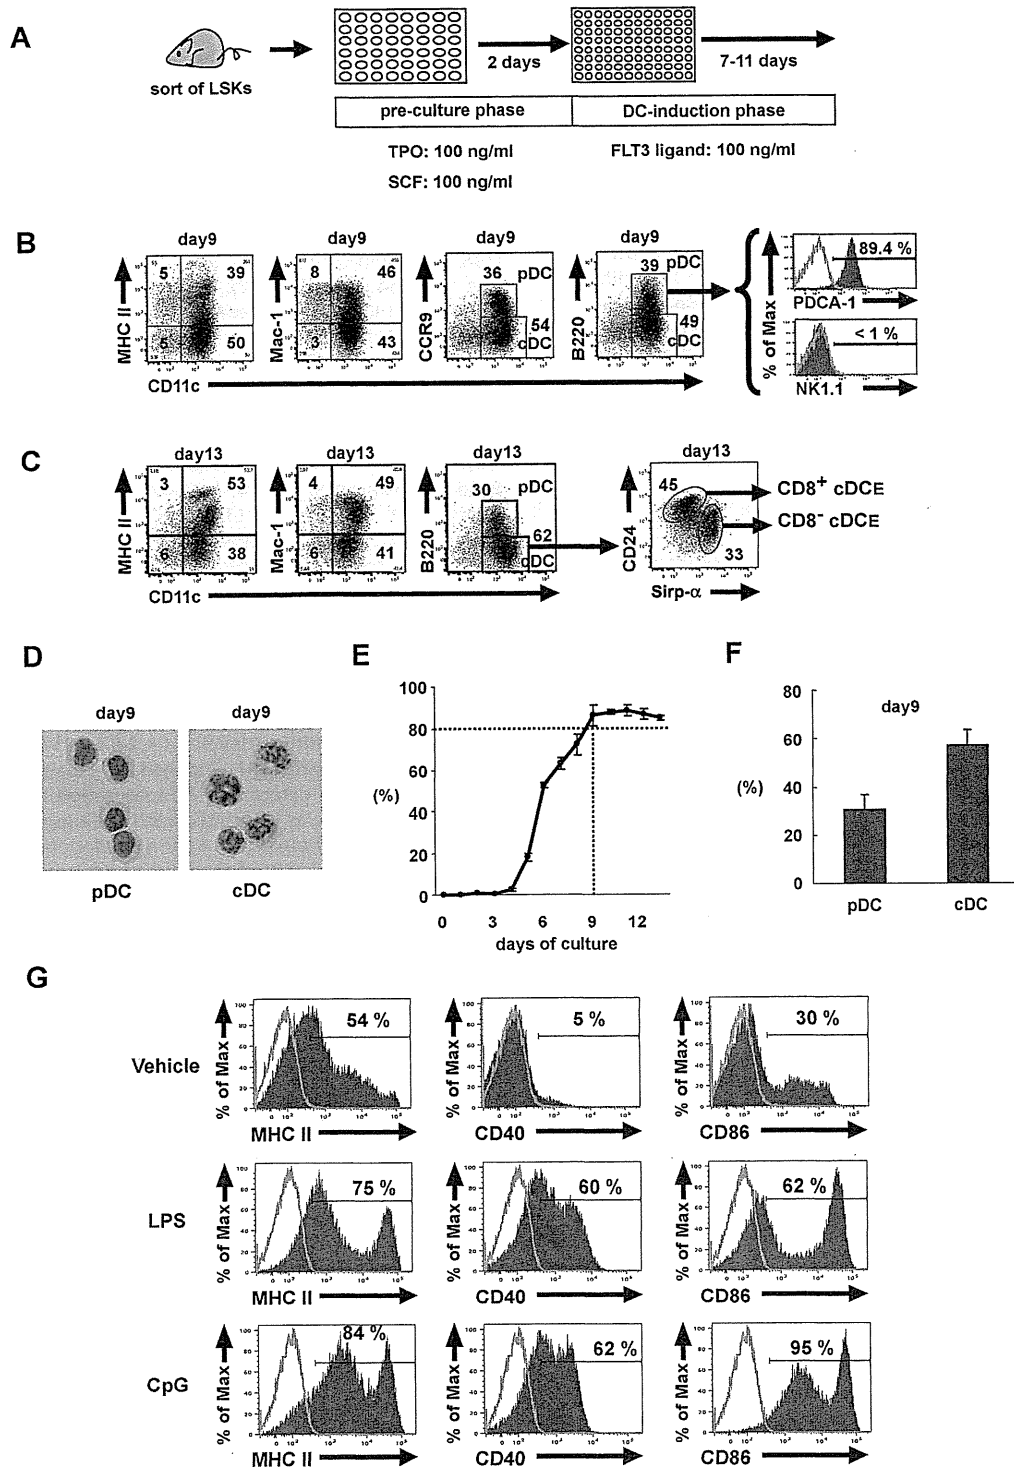 A
sort of LSKs
2 days
7-11 days
pre-culture phase
DC-induction phase
TPO: 100 ng/ml
FLT3 ligand: 100 ng/ml
SCF: 100 ng/ml
B
day9
day9
day9
day9
MHC II
5
39
5
50
Mac-1
8
46
3
43
CCR9
36
pDC
54
cDC
B220
39
pDC
49
cDC
CD11c
% of Max
89.4 %
PDCA-1
< 1 %
NK1.1
C
day13
day13
day13
day13
MHC II
3
53
6
38
Mac-1
4
49
6
41
B220
30
pDC
62
cDC
CD11c
CD24
45
33
Sirp-α
CD8+ cDCE
CD8- cDCE
D
day9
day9
pDC
cDC
E
100
80
60
40
20
0
(%)
0 3 6 9 12
days of culture
F
80
60
40
20
0
(%)
day9
pDC
cDC
G
Vehicle
% of Max
54 %
MHC II
% of Max
5 %
CD40
% of Max
30 %
CD86
LPS
% of Max
75 %
MHC II
% of Max
60 %
CD40
% of Max
62 %
CD86
CpG
% of Max
84 %
MHC II
% of Max
62 %
CD40
% of Max
95 %
CD86